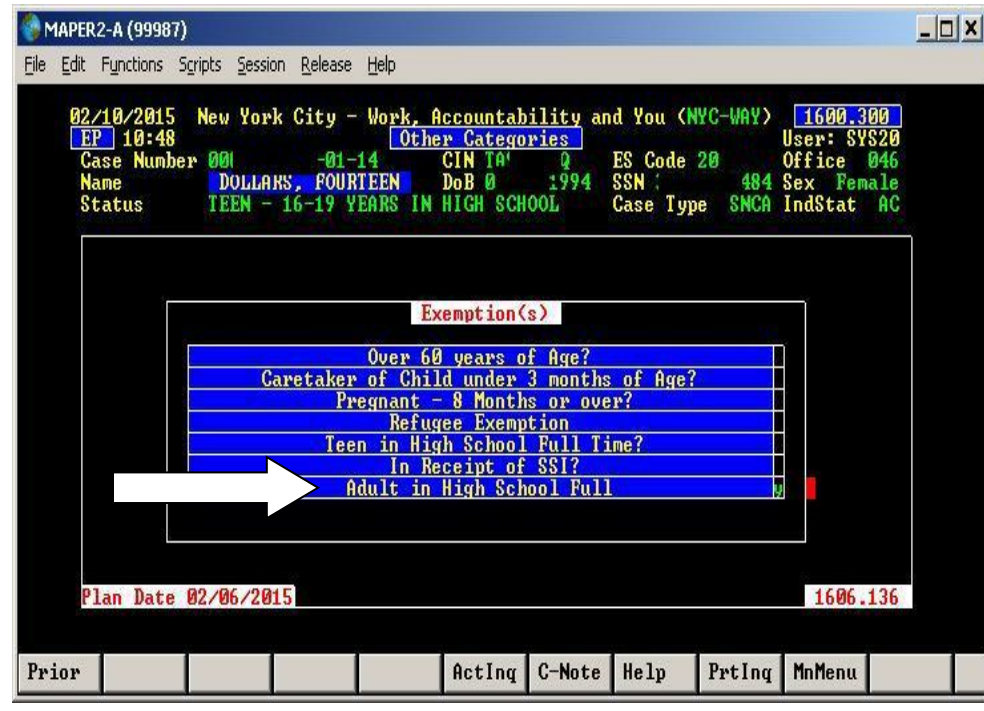 MAPER2-A (99987)
File Edit Functions Scripts Session Release Help
02/10/2015 New York City - Work, Accountability and You (NYC-WAY) 1600.300
EP 10:48 Other Categories User: SYS20
Case Number 00 -01-14 CIN TA Q ES Code 20 Office 046
Name DOLLARS, FOURTEEN DoB 0 1994 SSN 484 Sex Female
Status TEEN - 16-19 YEARS IN HIGH SCHOOL Case Type SNCA IndStat AC
Exemption(s)
Over 60 years of Age?
Caretaker of Child under 3 months of Age?
Pregnant - 8 Months or over?
Refugee Exemption
Teen in High School Full Time?
In Receipt of SSI?
Adult in High School Full y
Plan Date 02/06/2015 1606.136
Prior ActInq C-Note Help PrtInq MnMenu